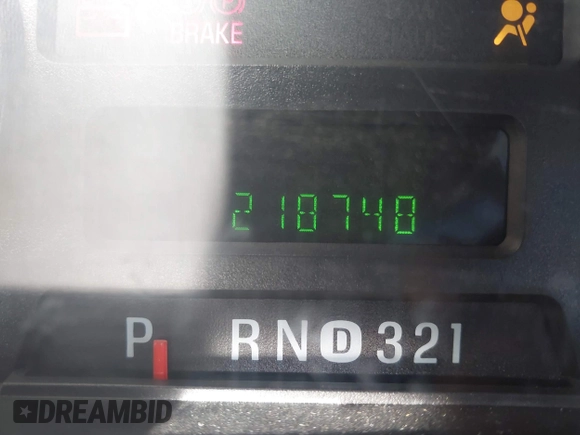 BRAKE
218748
P RND321
DREAMBID